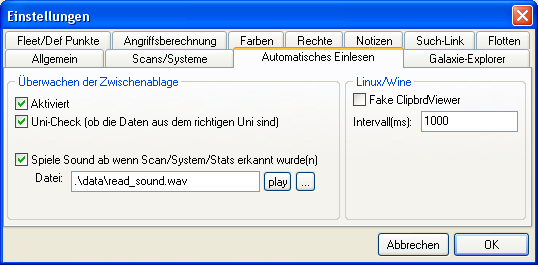 Einstellungen
Fleet/Def Punkte Angriffsberechnung Farben Rechte Notizen Such-Link Flotten
Allgemein Scans/Systeme Automatisches Einlesen Galaxie-Explorer
Überwachen der Zwischenablage
Aktiviert
Uni-Check (ob die Daten aus dem richtigen Uni sind)
Spiele Sound ab wenn Scan/System/Stats erkannt wurde(n)
Datei: .\data\read_sound.wav play ...
Linux/Wine
Fake ClipbrdViewer
Intervall(ms): 1000
Abbrechen OK